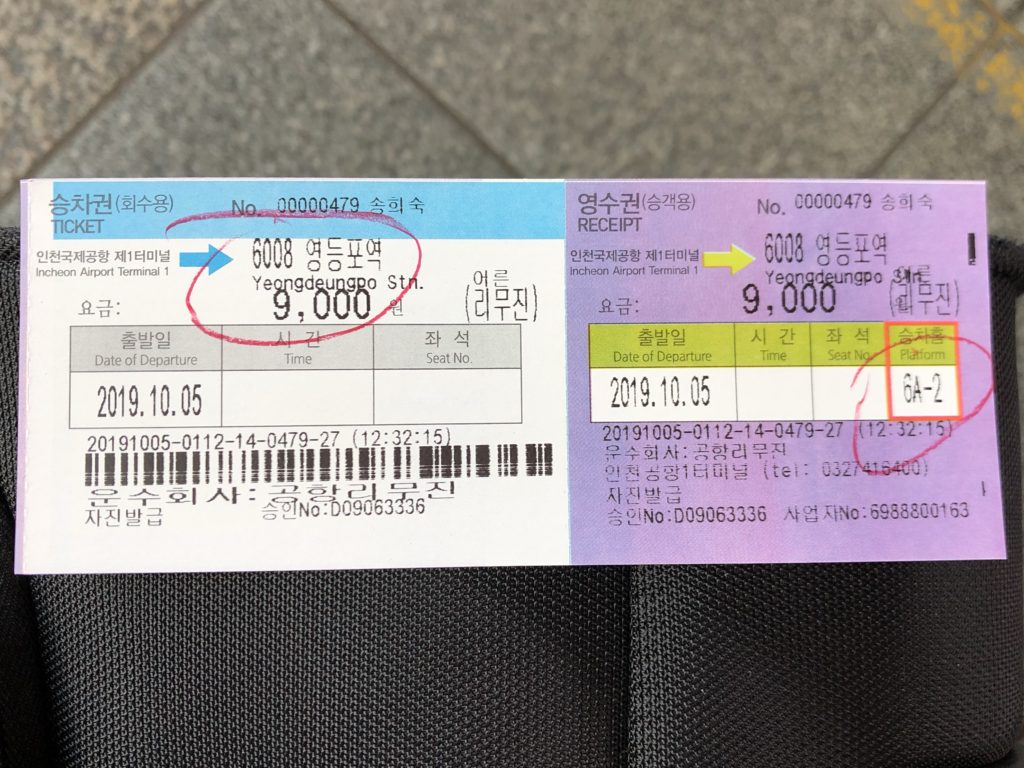 승차권(회수용)
TICKET
No. 00000479 송희숙
인천국제공항 제1터미널
Incheon Airport Terminal 1
6008 영등포역
Yeongdeungpo Stn.
요금: 9,000 원
어른
(리무진)
출발일 시 간 좌 석
Date of Departure Time Seat No.
2019.10.05
20191005-0112-14-0479-27 (12:32:15)
운수회사:공항리무진
자진발급 승인No:D09063336
영수권(승객용)
RECEIPT
No. 00000479 송희숙
인천국제공항 제1터미널
Incheon Airport Terminal 1
6008 영등포역
Yeongdeungpo Stn.
요금: 9,000 원
어른
(리무진)
출발일 시 간 좌 석 승차홈
Date of Departure Time Seat No. Platform
2019.10.05 6A-2
20191005-0112-14-0479-27 (12:32:15)
운수회사:공항리무진
인천공항1터미널 (tel: 0327416400)
자진발급
승인No:D09063336 사업자No:6988800163